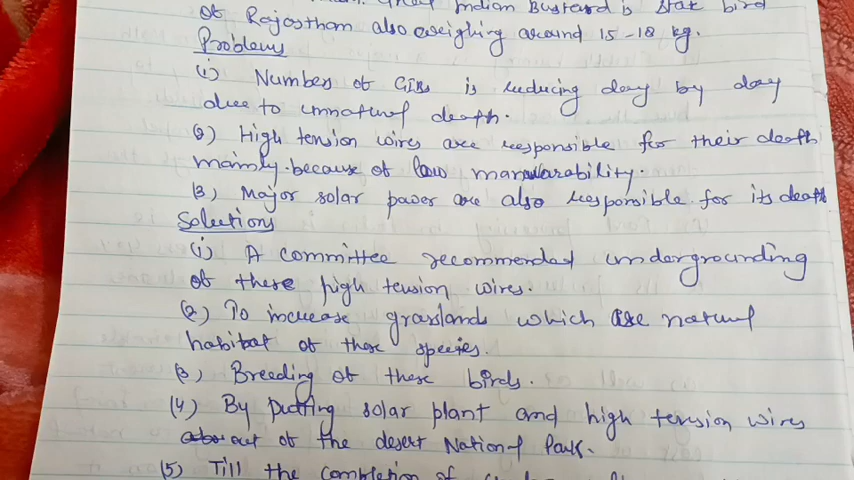 Indian Bustard is State bird
of Rajasthan also weighing around 15-18 kg.
Problems
(1) Number of GIBs is reducing day by day
due to unnatural death.
(2) High tension wires are responsible for their death
mainly because of low
(3) Major solar power are also responsible for its death
Solutions
(1) A committee recommended undergrounding
of these high tension wires.
(2) To increase grasslands which are natural
habitat of these species.
(3) Breeding of these birds.
(4) By putting solar plant and high tension wires
out of the desert National Park.
(5) Till the completion of